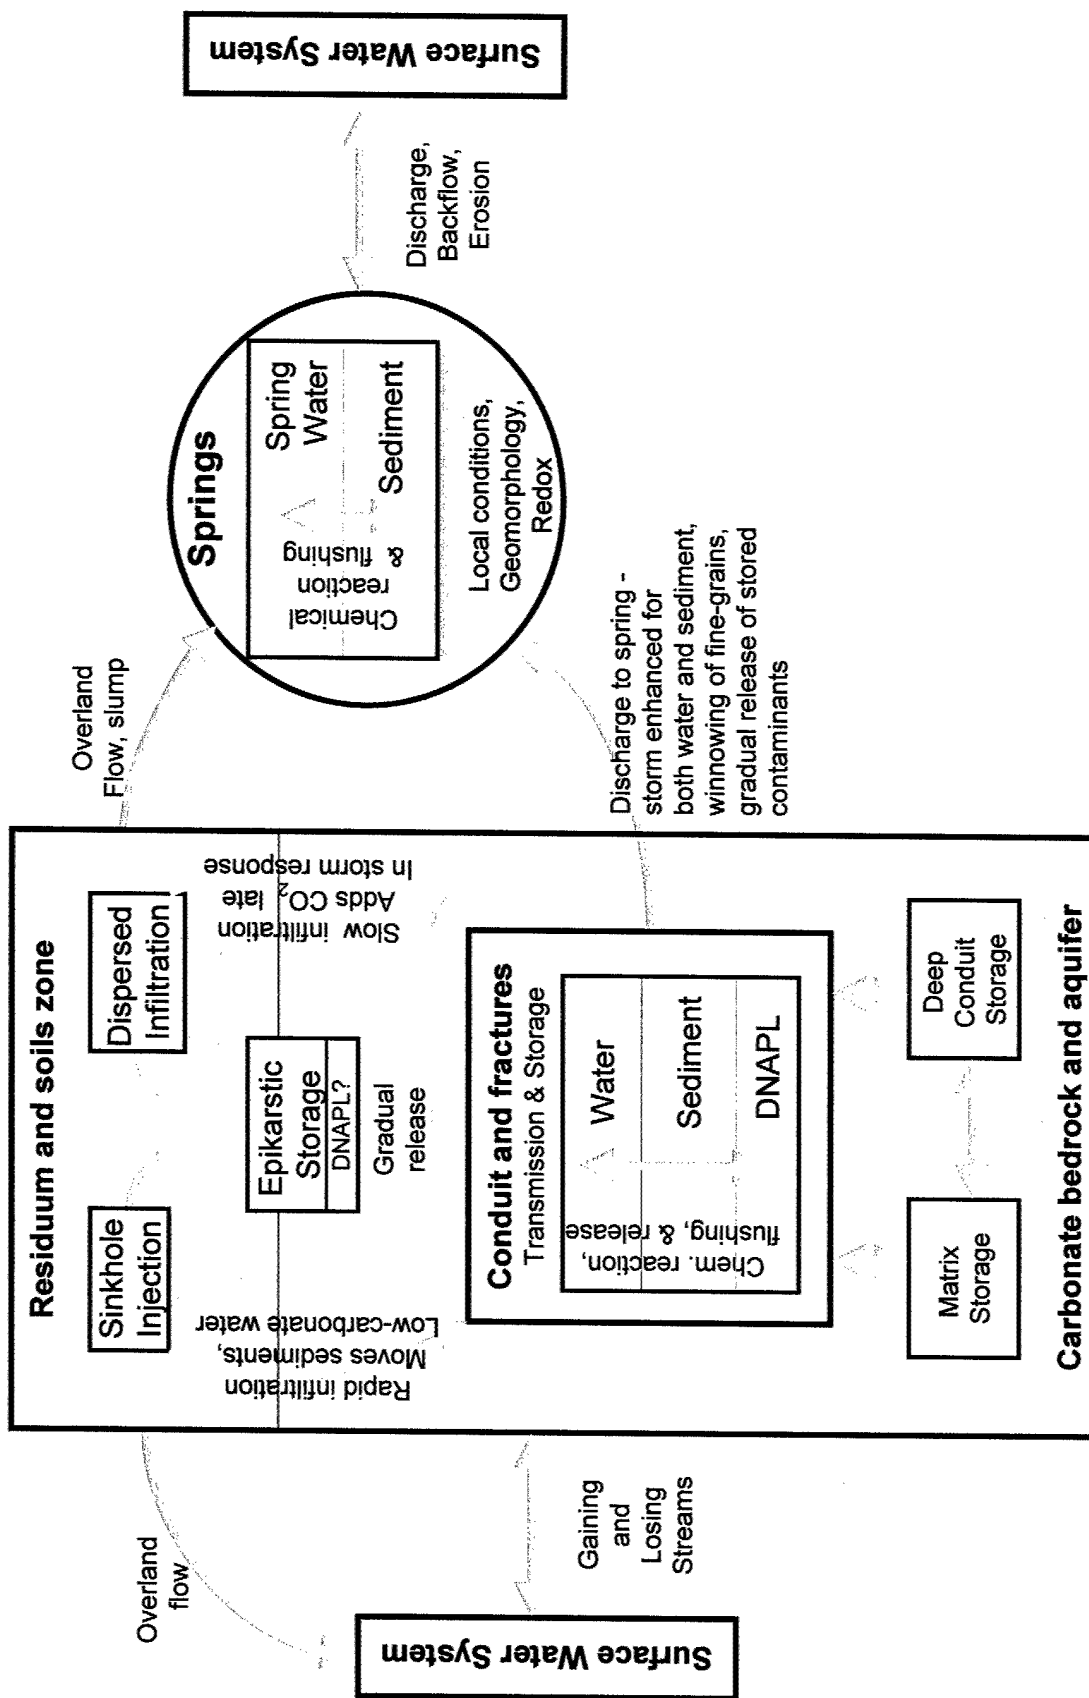 Residuum and soils zone
Sinkhole
Injection
Dispersed
Infiltration
Rapid infiltration
Moves sediments,
Low-carbonate water
Epikarstic
Storage
DNAPL?
Gradual
release
Slow infiltration
Adds CO₂ late
In storm response
Conduit and fractures
Transmission & Storage
Chem. reaction,
flushing, & release
Water
Sediment
DNAPL
Matrix
Storage
Deep
Conduit
Storage
Carbonate bedrock and aquifer
Overland
flow
Gaining
and
Losing
Streams
Surface Water System
Overland
Flow, slump
Springs
Chemical
reaction
& flushing
Spring
Water
Sediment
Local conditions,
Geomorphology,
Redox
Discharge to spring -
storm enhanced for
both water and sediment,
winnowing of fine-grains,
gradual release of stored
contaminants
Discharge,
Backflow,
Erosion
Surface Water System